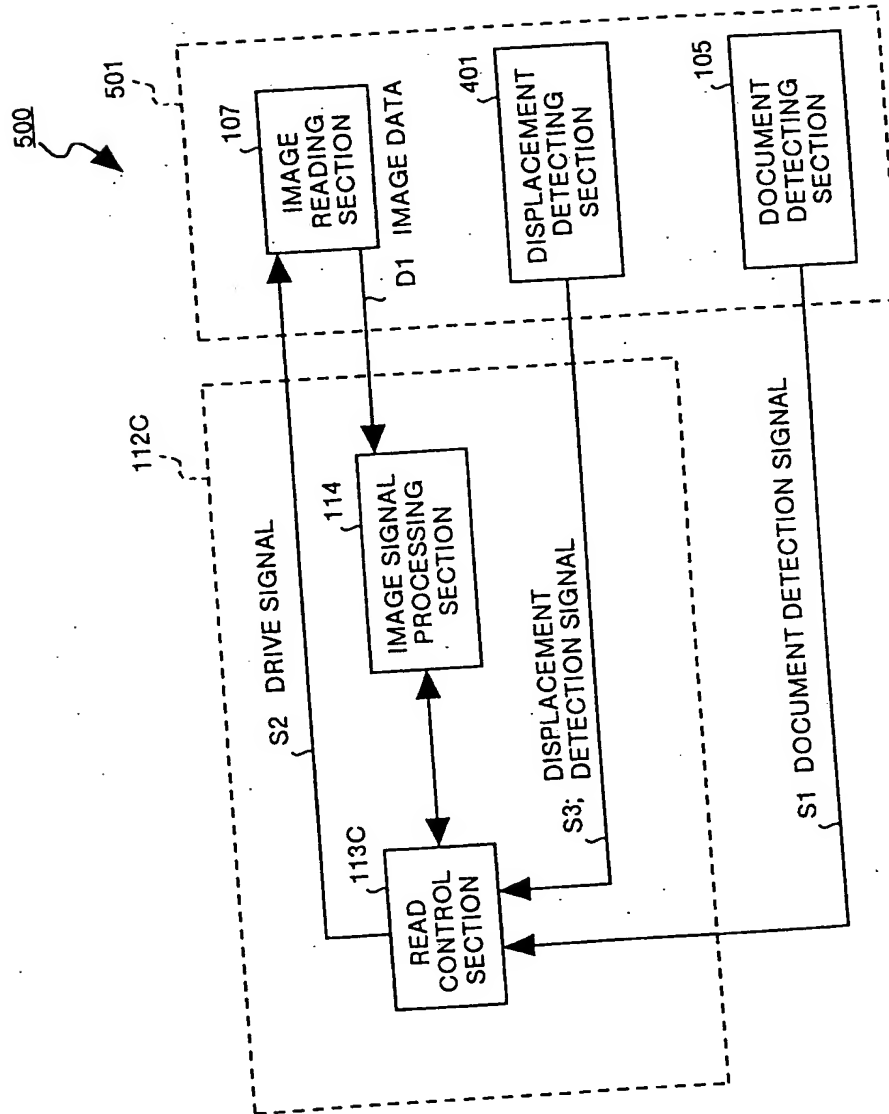 500
501
107
IMAGE
READING
SECTION
D1 IMAGE DATA
401
DISPLACEMENT
DETECTING
SECTION
105
DOCUMENT
DETECTING
SECTION
112C
S2 DRIVE SIGNAL
114
IMAGE SIGNAL
PROCESSING
SECTION
113C
READ
CONTROL
SECTION
S3; DISPLACEMENT
DETECTION SIGNAL
S1 DOCUMENT DETECTION SIGNAL